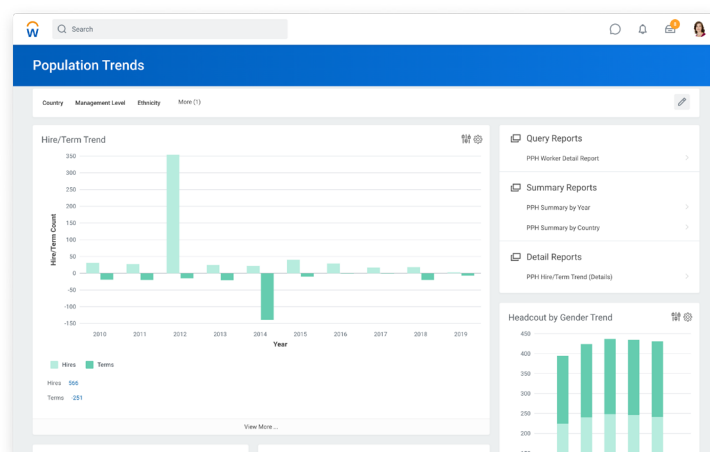 W
Search
3
Population Trends
Country Management Level Ethnicity More (1)
Hire/Term Trend
350
300
250
200
150
100
50
0
-50
-100
-150
Hire/Term Count
2010 2011 2012 2013 2014 2015 2016 2017 2018 2019
Year
Hires Terms
Hires 566
Terms -251
View More ...
Query Reports
PPH Worker Detail Report
Summary Reports
PPH Summary by Year
PPH Summary by Country
Detail Reports
PPH Hire/Term Trend (Details)
Headcout by Gender Trend
450
400
350
300
250
200